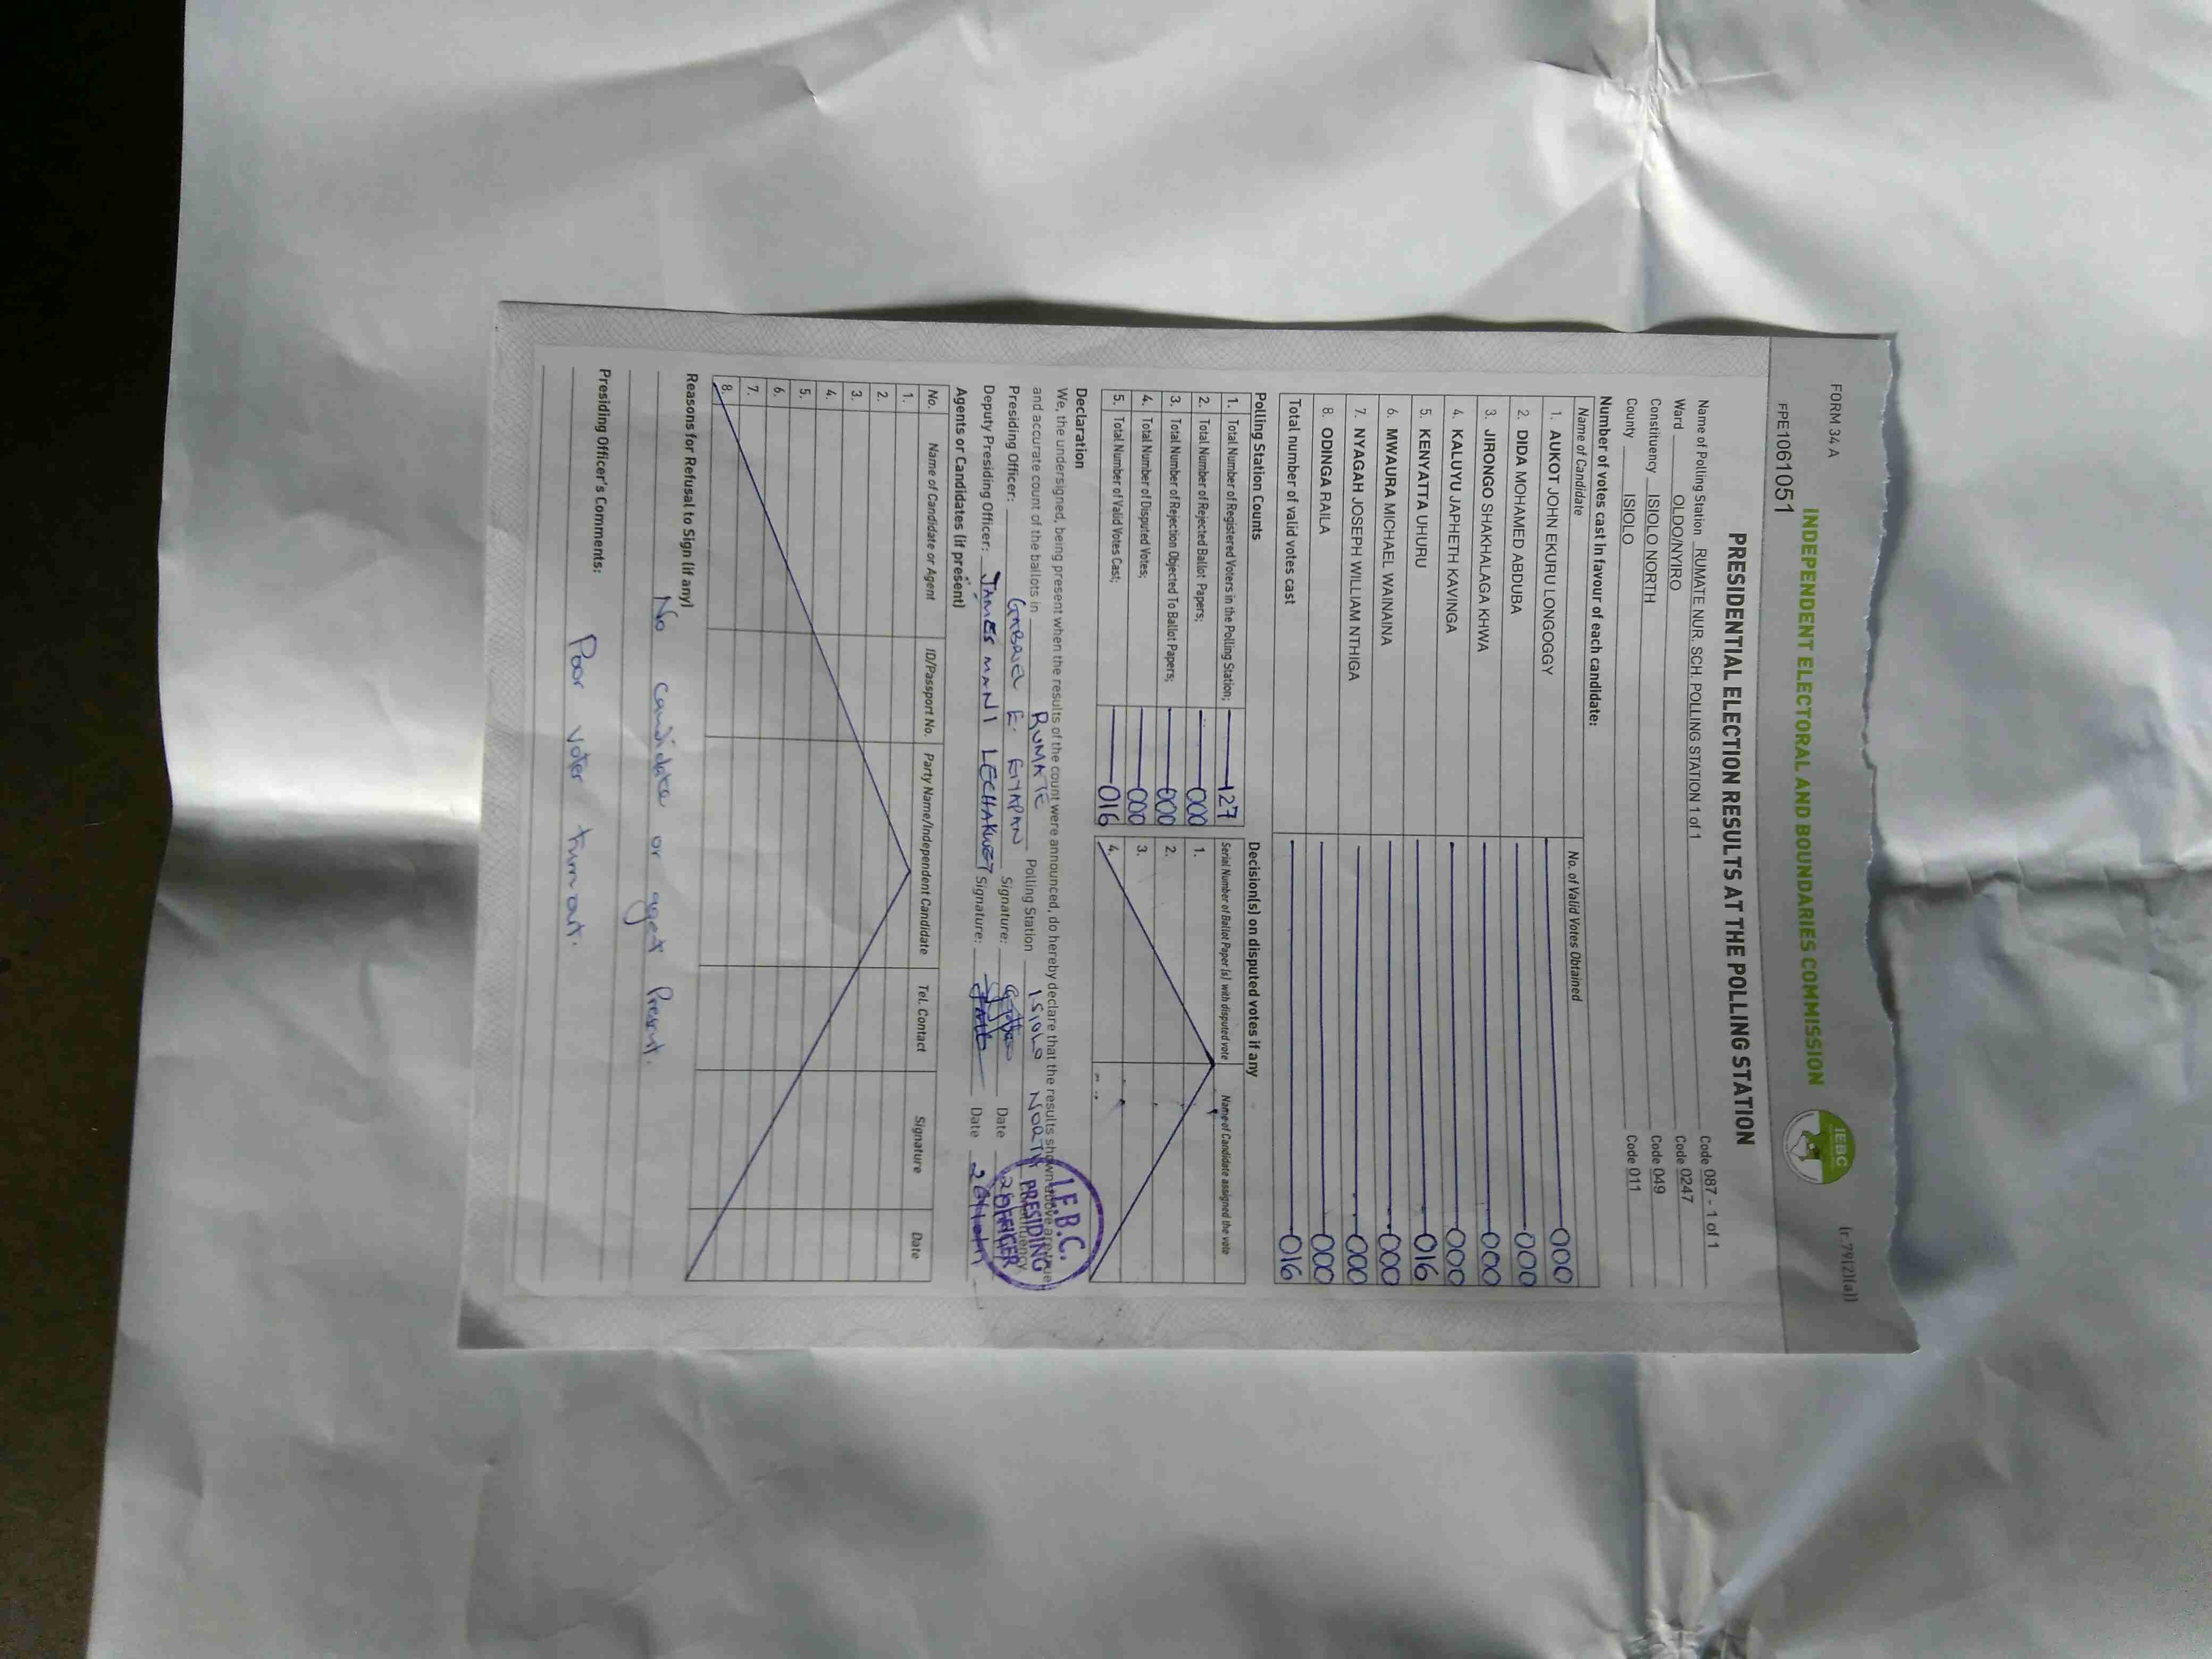 FORM 34 A
(r.79(2)(a))
INDEPENDENT ELECTORAL AND BOUNDARIES COMMISSION
IEBC
FPE1061051
PRESIDENTIAL ELECTION RESULTS AT THE POLLING STATION
Name of Polling Station RUMATE NUR. SCH. POLLING STATION 1 of 1 Code 087 - 1 of 1
Ward OLDO/NYIRO Code 0247
Constituency ISIOLO NORTH Code 049
County ISIOLO Code 011
Number of votes cast in favour of each candidate:
Name of Candidate No. of Valid Votes Obtained
1. AUKOT JOHN EKURU LONGOGGY 000
2. DIDA MOHAMED ABDUBA 000
3. JIRONGO SHAKHALAGA KHWA 000
4. KALUYU JAPHETH KAVINGA 000
5. KENYATTA UHURU 016
6. MWAURA MICHAEL WAINAINA 000
7. NYAGAH JOSEPH WILLIAM NTHIGA 000
8. ODINGA RAILA 000
Total number of valid votes cast 016
Polling Station Counts
1. Total Number of Registered Voters in the Polling Station; 127
2. Total Number of Rejected Ballot Papers; 000
3. Total Number of Rejection Objected To Ballot Papers; 000
4. Total Number of Disputed Votes; 000
5. Total Number of Valid Votes Cast; 016
Decision(s) on disputed votes if any
Serial Number of Ballot Paper (s) with disputed vote Name of Candidate assigned the vote
1.
2.
3.
4.
Declaration
We, the undersigned, being present when the results of the count were announced, do hereby declare that the results shown above are true
and accurate count of the ballots in RUMATE Polling Station ISIOLO NORTH
Presiding Officer: GABRIEL E. Signature: Date
Deputy Presiding Officer: JAMES MANI Signature: Date
I.E.B.C.
PRESIDING
OFFICER
Agents or Candidates (if present)
No. Name of Candidate or Agent ID/Passport No. Party Name/Independent Candidate Tel. Contact Signature Date
1.
2.
3.
4.
5.
6.
7.
8.
Reasons for Refusal to Sign (if any)
No candidate or agent Present.
Presiding Officer's Comments:
Poor voter turnout.